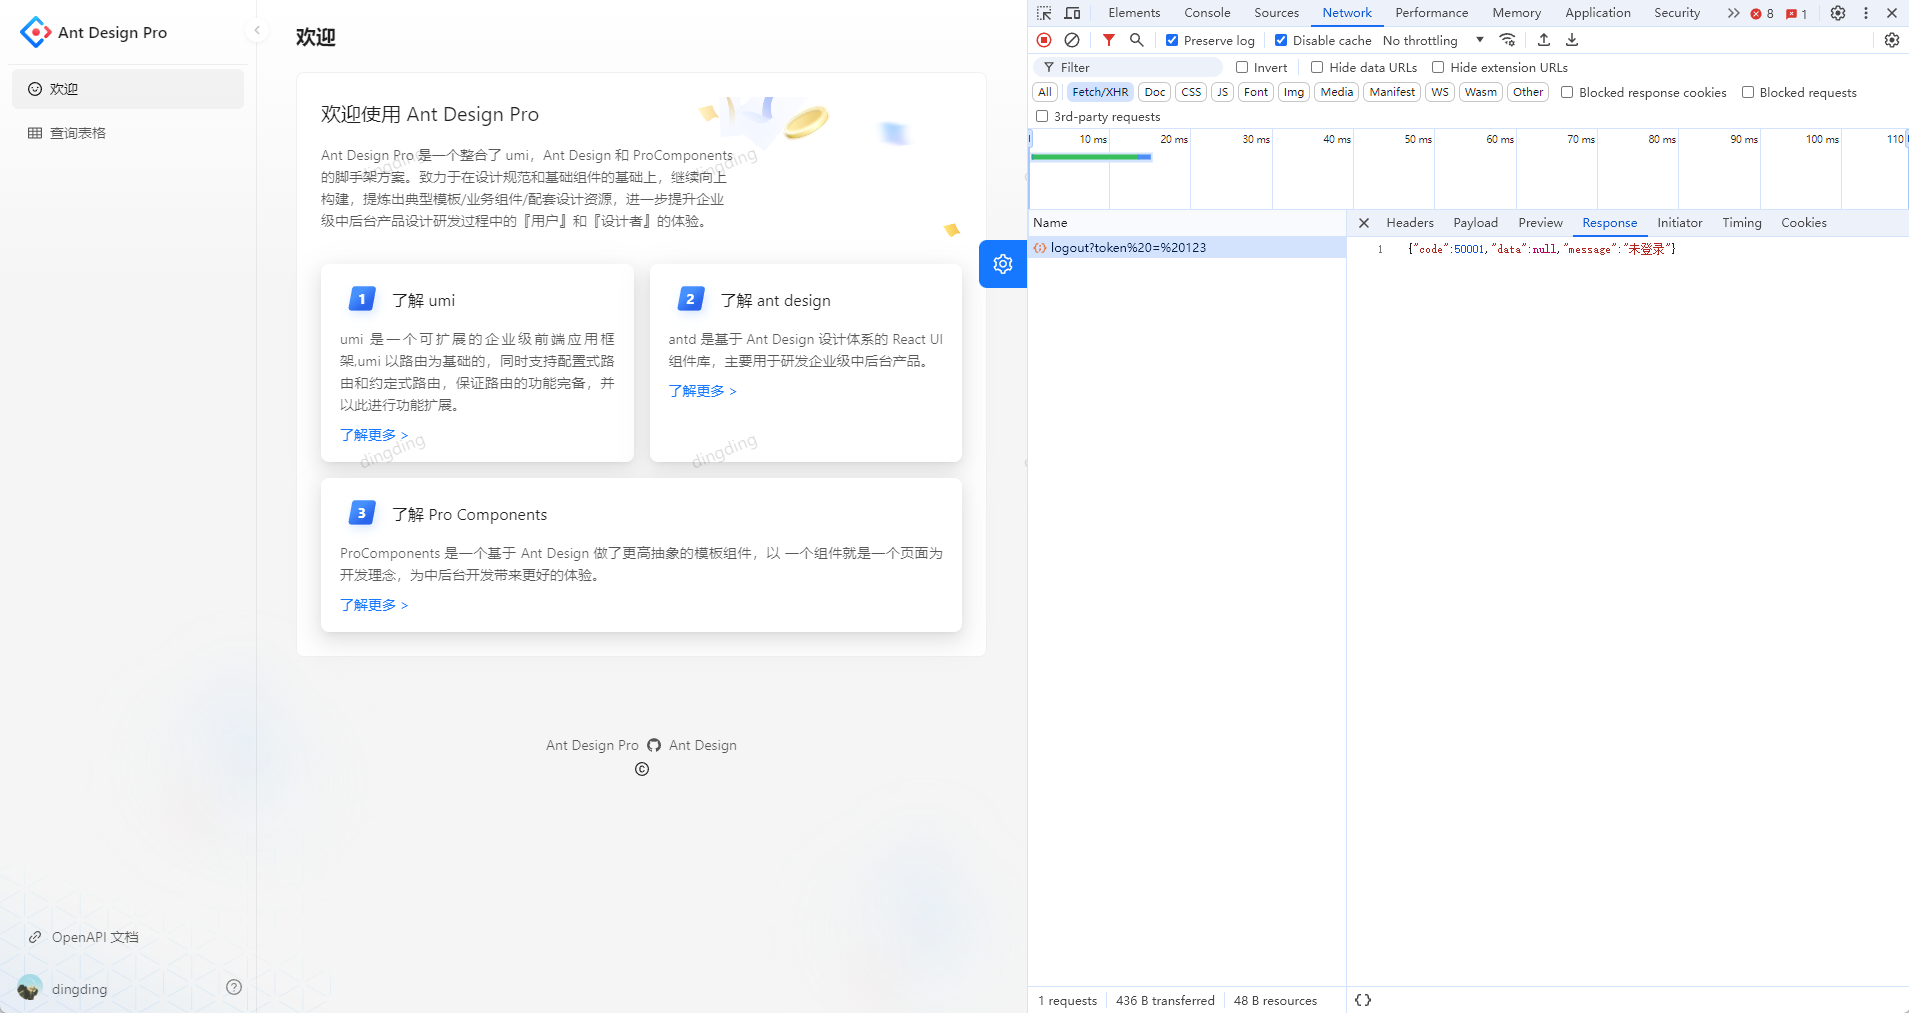 Ant Design Pro
欢迎
查询表格
OpenAPI 文档
dingding
欢迎
欢迎使用 Ant Design Pro
Ant Design Pro 是一个整合了 umi，Ant Design 和 ProComponents
的脚手架方案。致力于在设计规范和基础组件的基础上，继续向上
构建，提炼出典型模板/业务组件/配套设计资源，进一步提升企业
级中后台产品设计研发过程中的『用户』和『设计者』的体验。
dingding
dingding
1
了解 umi
umi 是一个可扩展的企业级前端应用框
架,umi 以路由为基础的，同时支持配置式路
由和约定式路由，保证路由的功能完备，并
以此进行功能扩展。
了解更多 >
dingding
2
了解 ant design
antd 是基于 Ant Design 设计体系的 React UI
组件库，主要用于研发企业级中后台产品。
了解更多 >
dingding
3
了解 Pro Components
ProComponents 是一个基于 Ant Design 做了更高抽象的模板组件，以 一个组件就是一个页面为
开发理念，为中后台开发带来更好的体验。
了解更多 >
Ant Design Pro Ant Design
©
Elements Console Sources Network Performance Memory Application Security 8 1
Preserve log Disable cache No throttling
Filter Invert Hide data URLs Hide extension URLs
All Fetch/XHR Doc CSS JS Font Img Media Manifest WS Wasm Other Blocked response cookies Blocked requests
3rd-party requests
10 ms 20 ms 30 ms 40 ms 50 ms 60 ms 70 ms 80 ms 90 ms 100 ms 110
Name
logout?token%20=%20123
Headers Payload Preview Response Initiator Timing Cookies
1 {"code":50001,"data":null,"message":"未登录"}
1 requests 436 B transferred 48 B resources {}